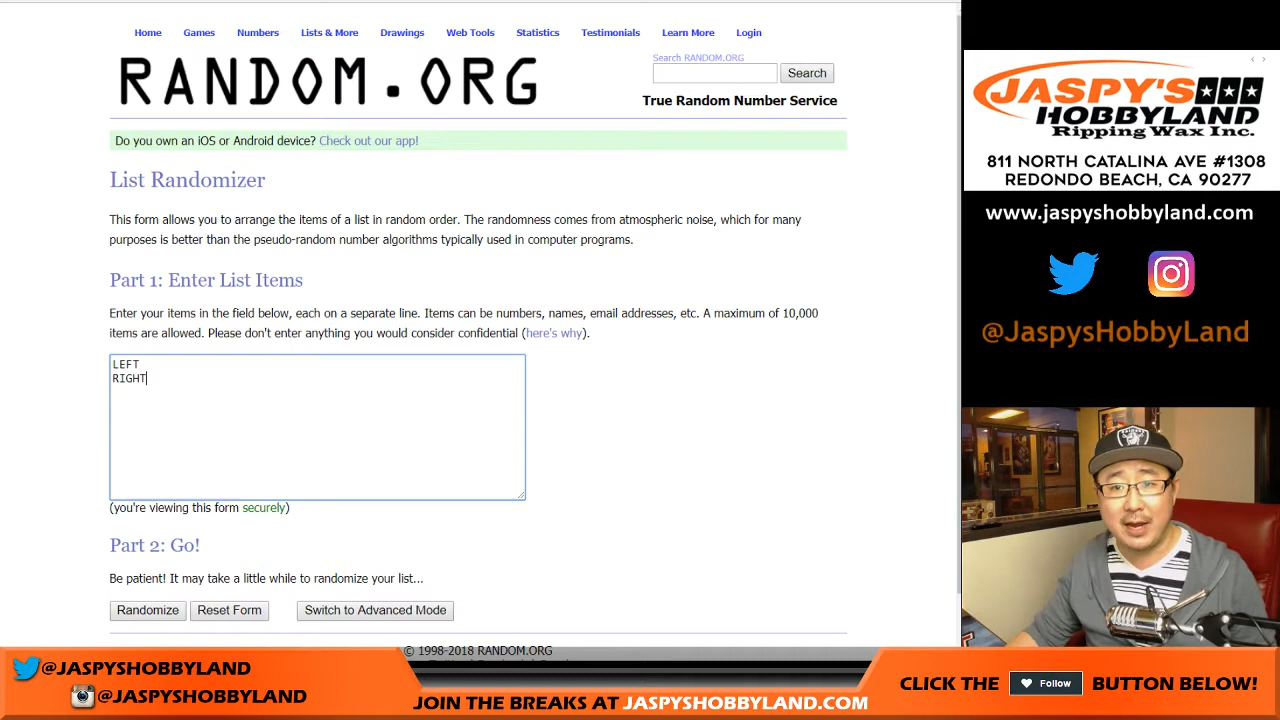 Home Games Numbers Lists & More Drawings Web Tools Statistics Testimonials Learn More Login
RANDOM.ORG
Search RANDOM.ORG
Search
True Random Number Service
Do you own an iOS or Android device? Check out our app!
List Randomizer
This form allows you to arrange the items of a list in random order. The randomness comes from atmospheric noise, which for many
purposes is better than the pseudo-random number algorithms typically used in computer programs.
Part 1: Enter List Items
Enter your items in the field below, each on a separate line. Items can be numbers, names, email addresses, etc. A maximum of 10,000
items are allowed. Please don't enter anything you would consider confidential (here's why).
LEFT
RIGHT
(you're viewing this form securely)
Part 2: Go!
Be patient! It may take a little while to randomize your list...
Randomize Reset Form Switch to Advanced Mode
© 1998-2018 RANDOM.ORG
JASPY'S
HOBBYLAND
Ripping Wax Inc.
811 NORTH CATALINA AVE #1308
REDONDO BEACH, CA 90277
www.jaspyshobbyland.com
@JaspysHobbyLand
@JASPYSHOBBYLAND
@JASPYSHOBBYLAND
JOIN THE BREAKS AT JASPYSHOBBYLAND.COM
CLICK THE Follow BUTTON BELOW!